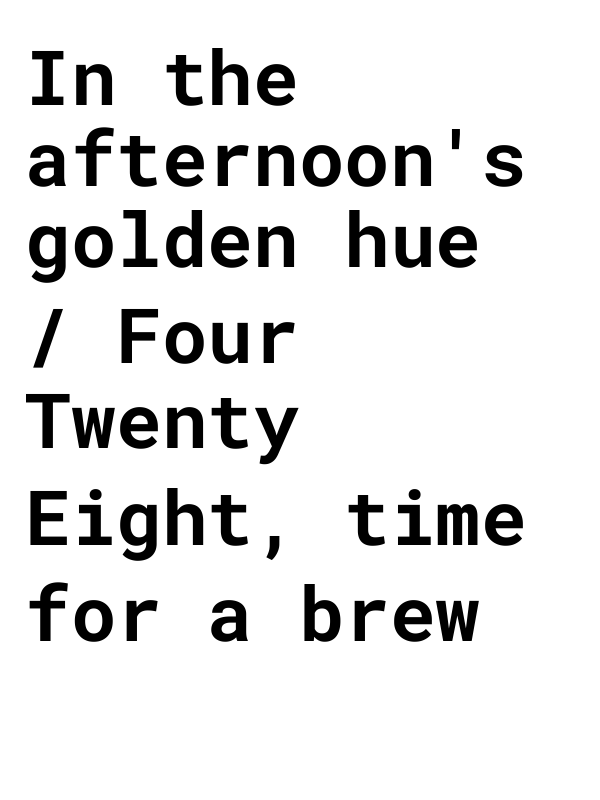 In the
afternoon's
golden hue
/ Four
Twenty
Eight, time
for a brew